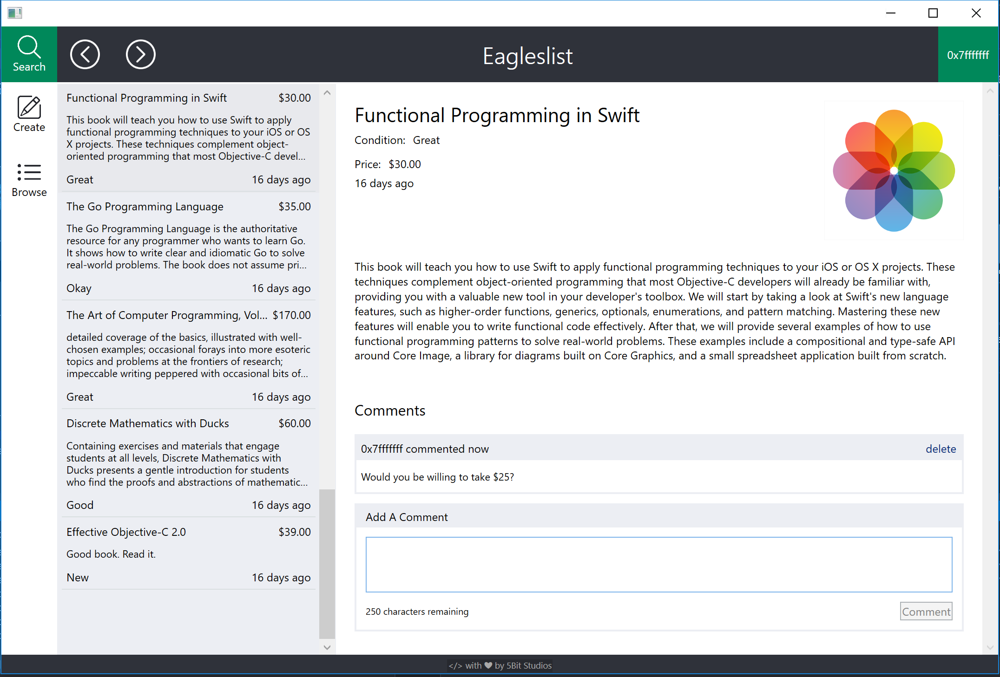 Search
Eagleslist
0x7fffffff
Create
Browse
Functional Programming in Swift $30.00
This book will teach you how to use Swift to apply
functional programming techniques to your iOS or OS
X projects. These techniques complement object-
oriented programming that most Objective-C devel...
Great 16 days ago
The Go Programming Language $35.00
The Go Programming Language is the authoritative
resource for any programmer who wants to learn Go.
It shows how to write clear and idiomatic Go to solve
real-world problems. The book does not assume pri...
Okay 16 days ago
The Art of Computer Programming, Vol... $170.00
detailed coverage of the basics, illustrated with well-
chosen examples; occasional forays into more esoteric
topics and problems at the frontiers of research;
impeccable writing peppered with occasional bits of...
Great 16 days ago
Discrete Mathematics with Ducks $60.00
Containing exercises and materials that engage
students at all levels, Discrete Mathematics with
Ducks presents a gentle introduction for students
who find the proofs and abstractions of mathematic...
Good 16 days ago
Effective Objective-C 2.0 $39.00
Good book. Read it.
New 16 days ago
Functional Programming in Swift
Condition: Great
Price: $30.00
16 days ago
This book will teach you how to use Swift to apply functional programming techniques to your iOS or OS X projects. These
techniques complement object-oriented programming that most Objective-C developers will already be familiar with,
providing you with a valuable new tool in your developer's toolbox. We will start by taking a look at Swift's new language
features, such as higher-order functions, generics, optionals, enumerations, and pattern matching. Mastering these new
features will enable you to write functional code effectively. After that, we will provide several examples of how to use
functional programming patterns to solve real-world problems. These examples include a compositional and type-safe API
around Core Image, a library for diagrams built on Core Graphics, and a small spreadsheet application built from scratch.
Comments
0x7fffffff commented now delete
Would you be willing to take $25?
Add A Comment
250 characters remaining
Comment
</> with ♥ by 5Bit Studios